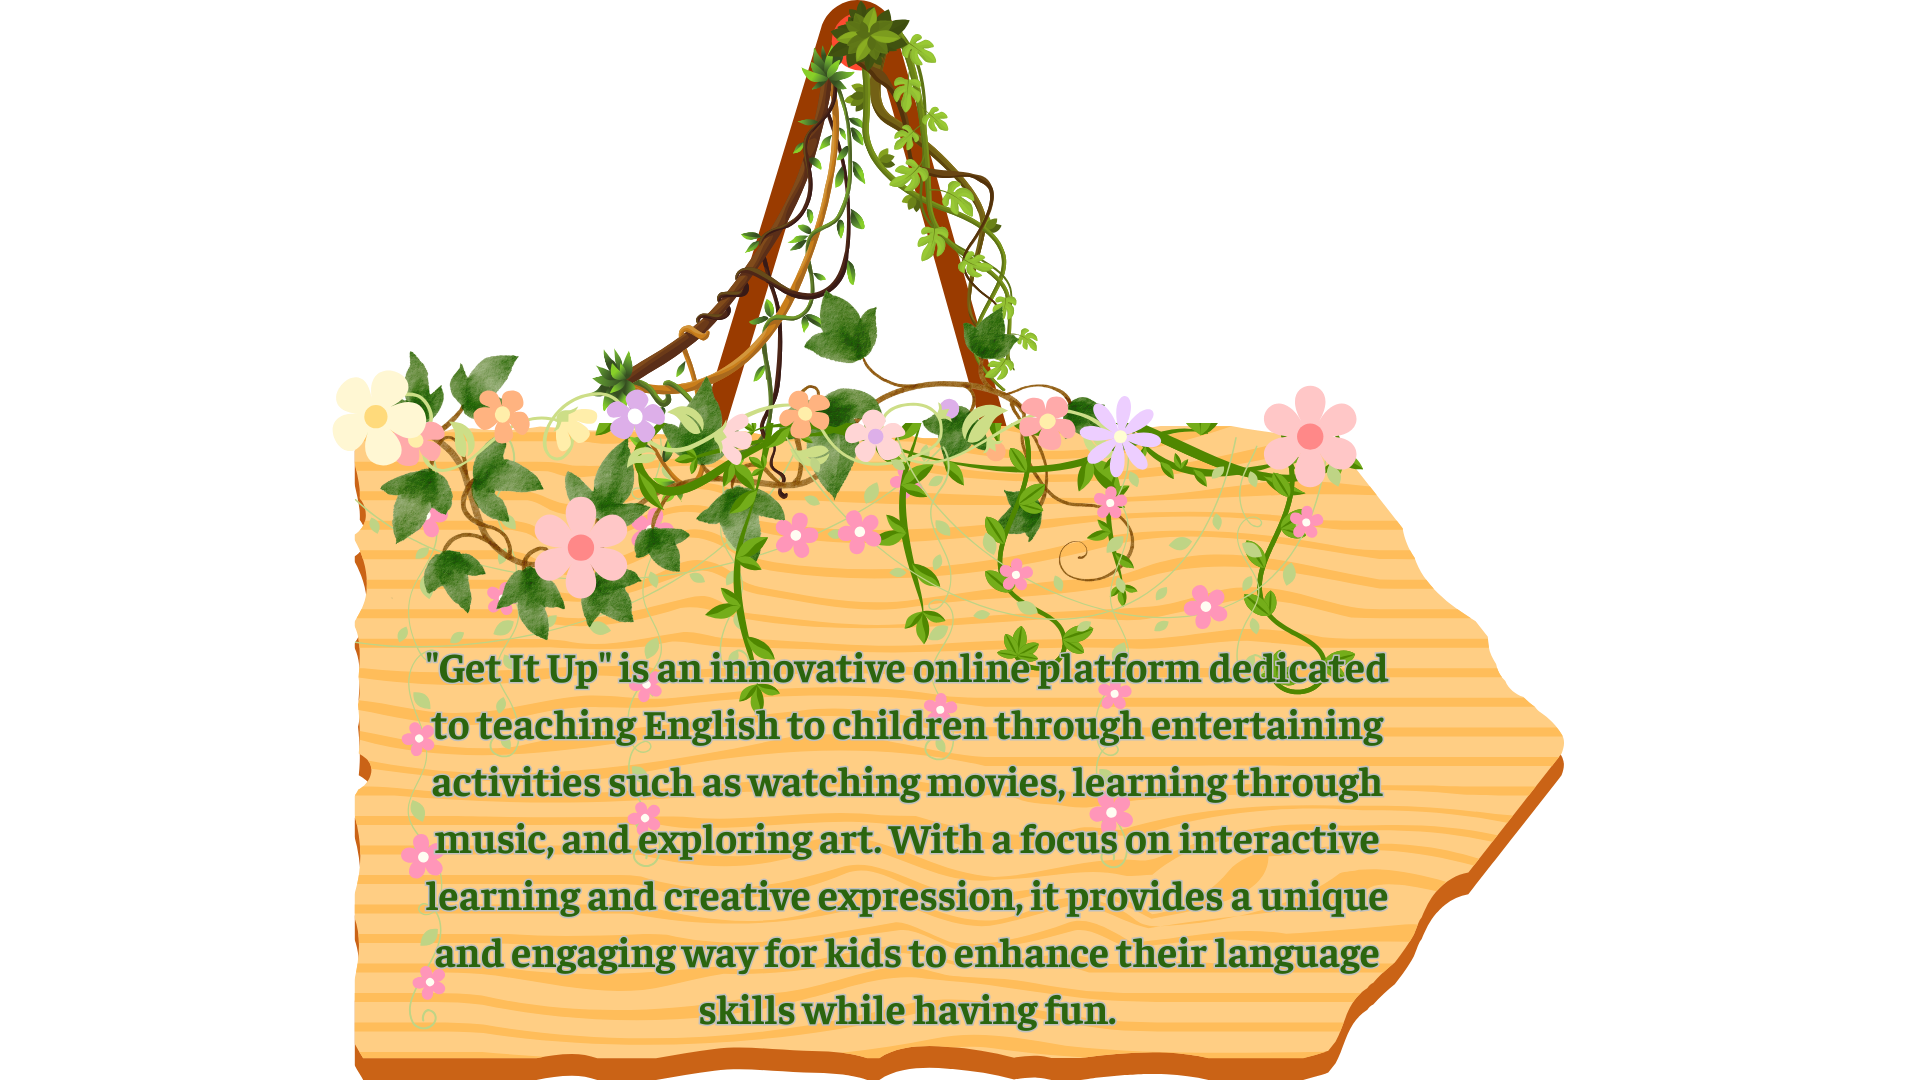 "Get It Up" is an innovative online platform dedicated
to teaching English to children through entertaining
activities such as watching movies, learning through
music, and exploring art. With a focus on interactive
learning and creative expression, it provides a unique
and engaging way for kids to enhance their language
skills while having fun.